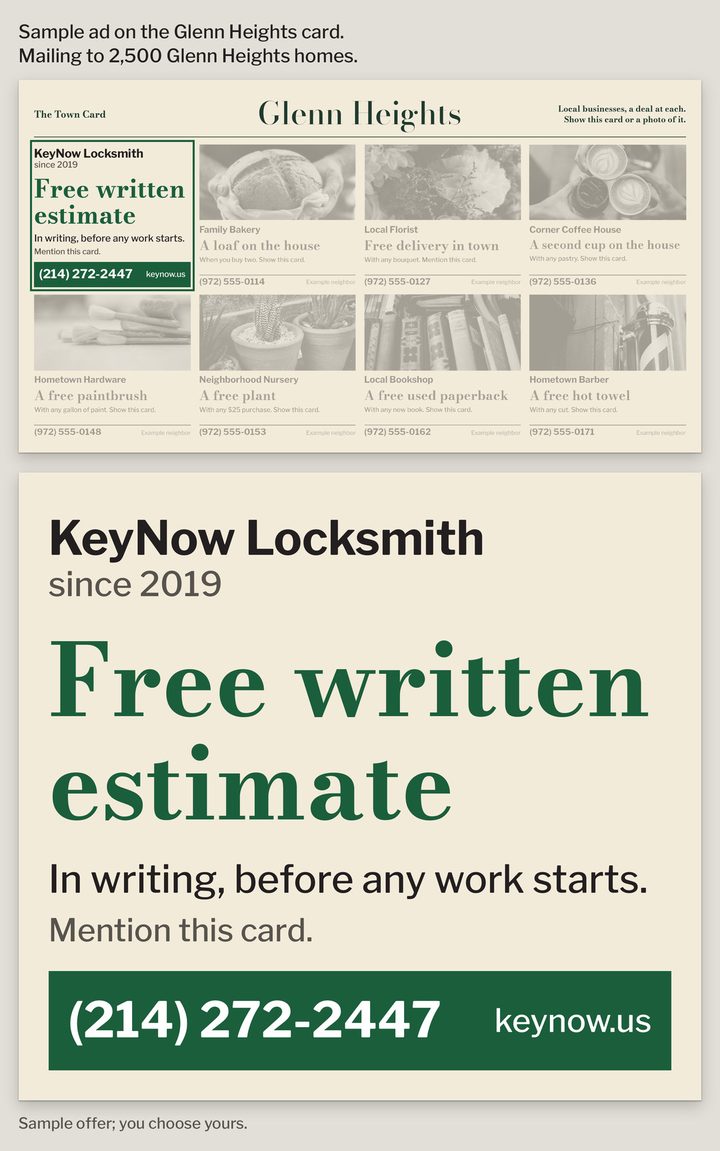 Sample ad on the Glenn Heights card.
Mailing to 2,500 Glenn Heights homes.
The Town Card
Glenn Heights
Local businesses, a deal at each.
Show this card or a photo of it.
KeyNow Locksmith
since 2019
Free written
estimate
In writing, before any work starts.
Mention this card.
(214) 272-2447 keynow.us
Family Bakery
A loaf on the house
When you buy two. Show this card.
(972) 555-0114 Example neighbor
Local Florist
Free delivery in town
With any bouquet. Mention this card.
(972) 555-0127 Example neighbor
Corner Coffee House
A second cup on the house
With any pastry. Show this card.
(972) 555-0136 Example neighbor
Hometown Hardware
A free paintbrush
With any gallon of paint. Show this card.
(972) 555-0148 Example neighbor
Neighborhood Nursery
A free plant
With any $25 purchase. Show this card.
(972) 555-0153 Example neighbor
Local Bookshop
A free used paperback
With any new book. Show this card.
(972) 555-0162 Example neighbor
Hometown Barber
A free hot towel
With any cut. Show this card.
(972) 555-0171 Example neighbor
KeyNow Locksmith
since 2019
Free written
estimate
In writing, before any work starts.
Mention this card.
(214) 272-2447 keynow.us
Sample offer; you choose yours.